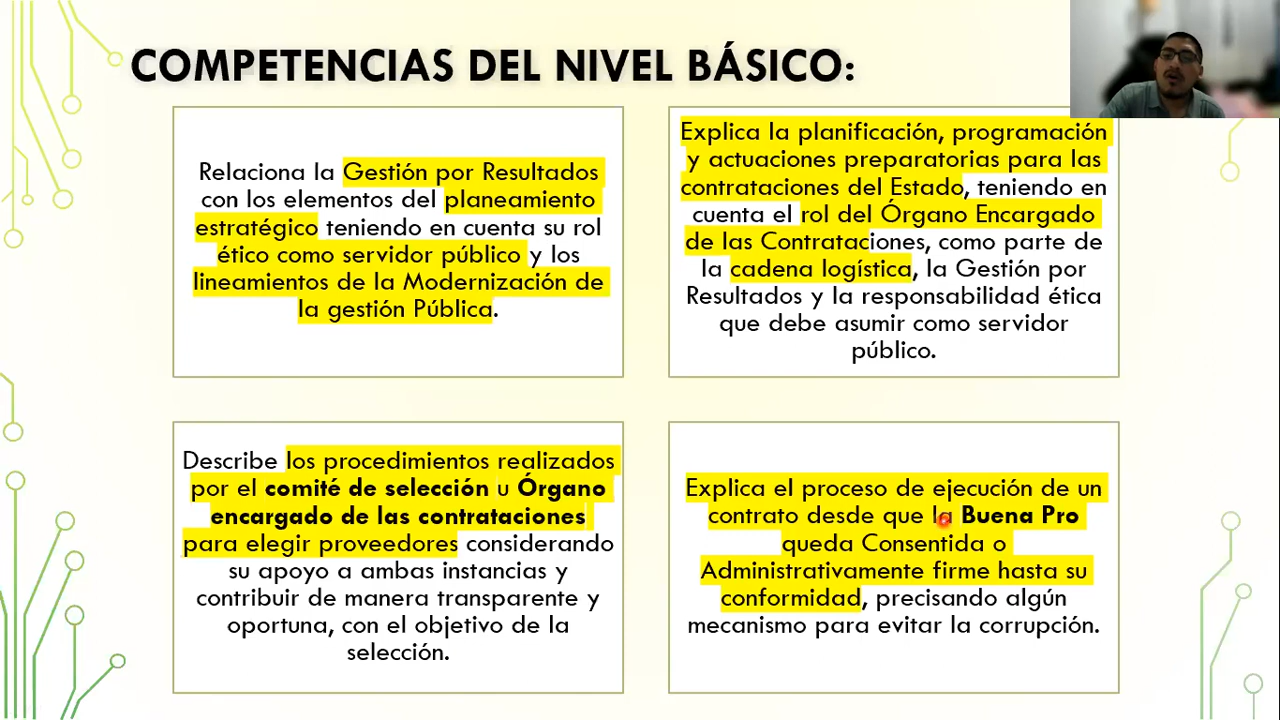 COMPETENCIAS DEL NIVEL BÁSICO:
Relaciona la Gestión por Resultados
con los elementos del planeamiento
estratégico teniendo en cuenta su rol
ético como servidor público y los
lineamientos de la Modernización de
la gestión Pública.
Explica la planificación, programación
y actuaciones preparatorias para las
contrataciones del Estado, teniendo en
cuenta el rol del Órgano Encargado
de las Contrataciones, como parte de
la cadena logística, la Gestión por
Resultados y la responsabilidad ética
que debe asumir como servidor
público.
Describe los procedimientos realizados
por el comité de selección u Órgano
encargado de las contrataciones
para elegir proveedores considerando
su apoyo a ambas instancias y
contribuir de manera transparente y
oportuna, con el objetivo de la
selección.
Explica el proceso de ejecución de un
contrato desde que la Buena Pro
queda Consentida o
Administrativamente firme hasta su
conformidad, precisando algún
mecanismo para evitar la corrupción.